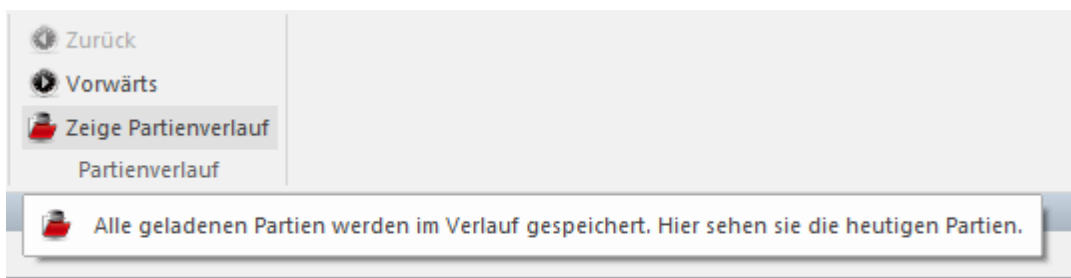 Zurück
Vorwärts
Zeige Partienverlauf
Partienverlauf
Alle geladenen Partien werden im Verlauf gespeichert. Hier sehen sie die heutigen Partien.